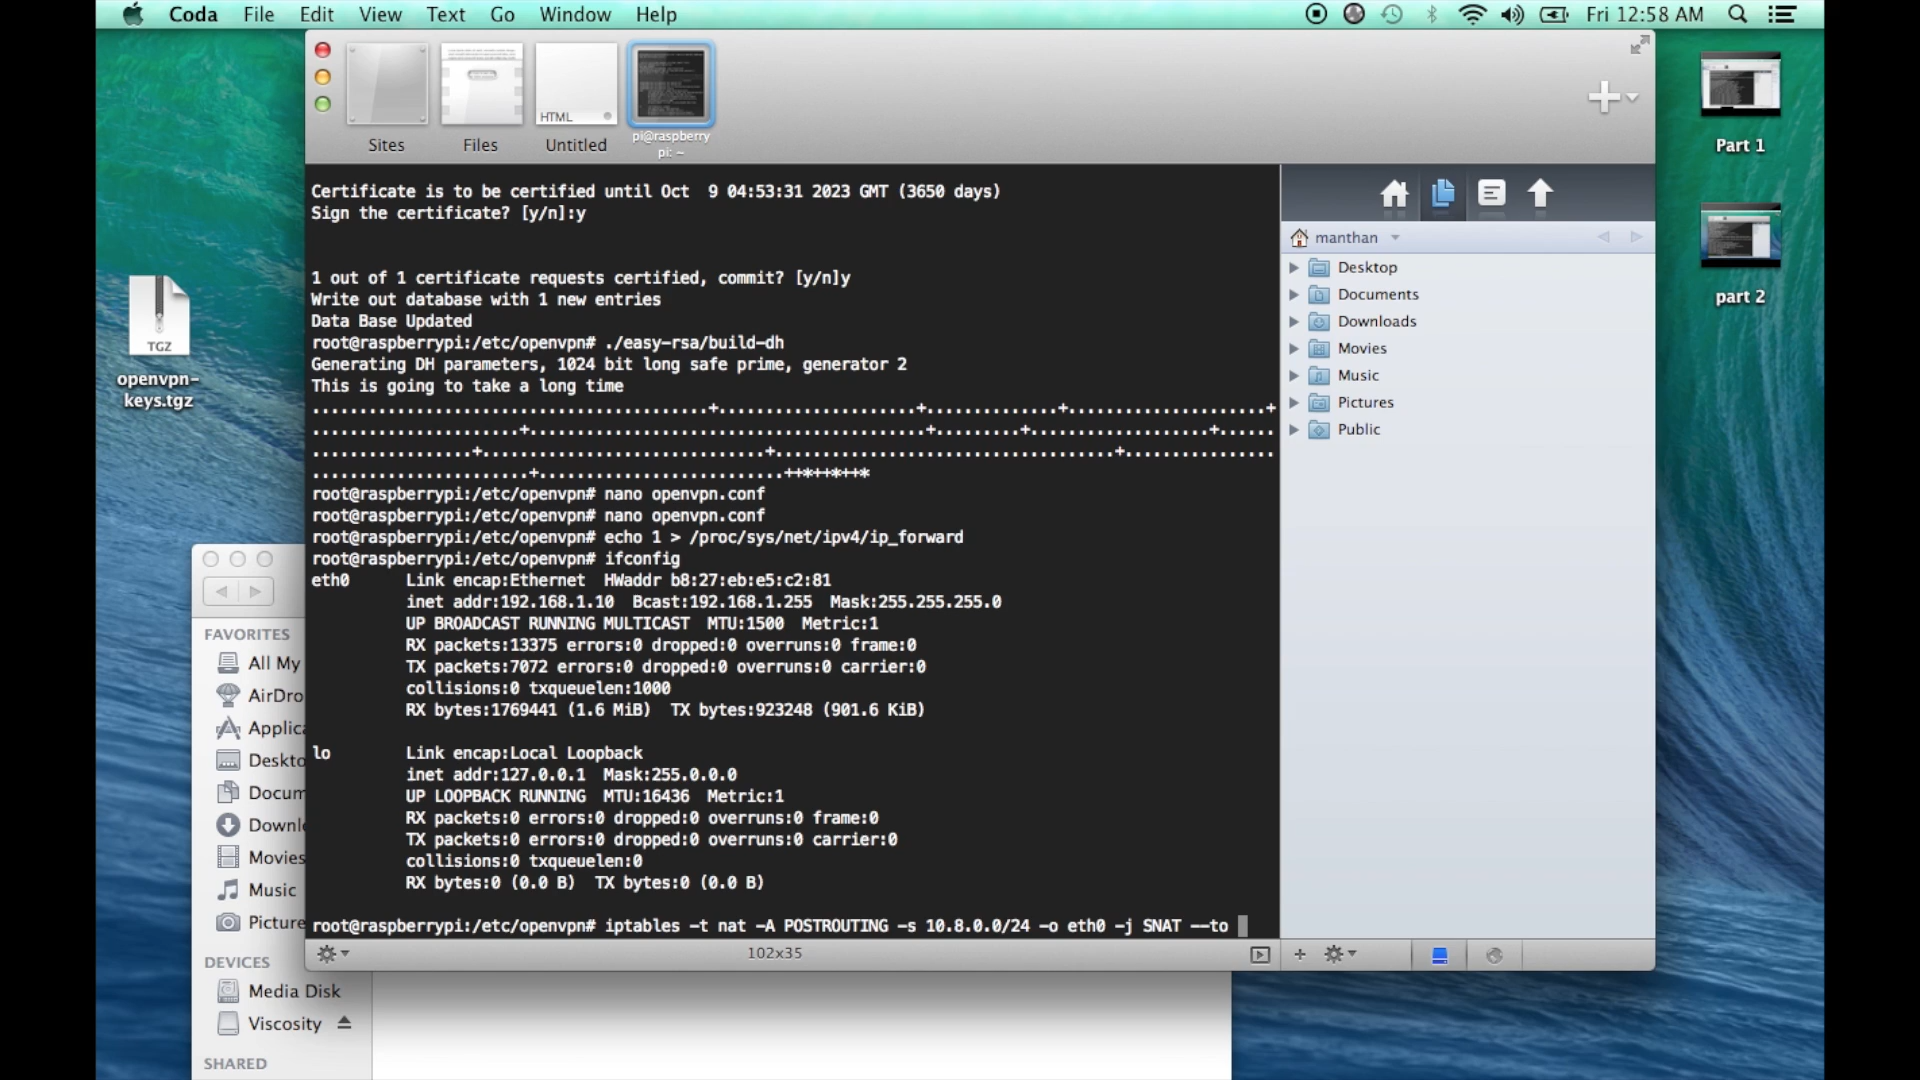 Coda File Edit View Text Go Window Help Fri 12:58 AM
HTML
Sites Files Untitled pi@raspberry
pi: ~
Part 1
part 2
TGZ
openvpn-
keys.tgz
Certificate is to be certified until Oct  9 04:53:31 2023 GMT (3650 days)
Sign the certificate? [y/n]:y
1 out of 1 certificate requests certified, commit? [y/n]y
Write out database with 1 new entries
Data Base Updated
root@raspberrypi:/etc/openvpn# ./easy-rsa/build-dh
Generating DH parameters, 1024 bit long safe prime, generator 2
This is going to take a long time
..........................................+.....................+..............+.....................+
......................+..........................................+.........+...................+......
.................+..............................+....................................+................
.......................+..........................++*++*++*
root@raspberrypi:/etc/openvpn# nano openvpn.conf
root@raspberrypi:/etc/openvpn# nano openvpn.conf
root@raspberrypi:/etc/openvpn# echo 1 > /proc/sys/net/ipv4/ip_forward
root@raspberrypi:/etc/openvpn# ifconfig
eth0      Link encap:Ethernet  HWaddr b8:27:eb:e5:c2:81
          inet addr:192.168.1.10  Bcast:192.168.1.255  Mask:255.255.255.0
          UP BROADCAST RUNNING MULTICAST  MTU:1500  Metric:1
          RX packets:13375 errors:0 dropped:0 overruns:0 frame:0
          TX packets:7072 errors:0 dropped:0 overruns:0 carrier:0
          collisions:0 txqueuelen:1000
          RX bytes:1769441 (1.6 MiB)  TX bytes:923248 (901.6 KiB)
lo        Link encap:Local Loopback
          inet addr:127.0.0.1  Mask:255.0.0.0
          UP LOOPBACK RUNNING  MTU:16436  Metric:1
          RX packets:0 errors:0 dropped:0 overruns:0 frame:0
          TX packets:0 errors:0 dropped:0 overruns:0 carrier:0
          collisions:0 txqueuelen:0
          RX bytes:0 (0.0 B)  TX bytes:0 (0.0 B)
root@raspberrypi:/etc/openvpn# iptables -t nat -A POSTROUTING -s 10.8.0.0/24 -o eth0 -j SNAT --to
102x35
manthan
Desktop
Documents
Downloads
Movies
Music
Pictures
Public
FAVORITES
All My
AirDro
Applica
Deskto
Docum
Downl
Movies
Music
Picture
DEVICES
Media Disk
Viscosity
SHARED